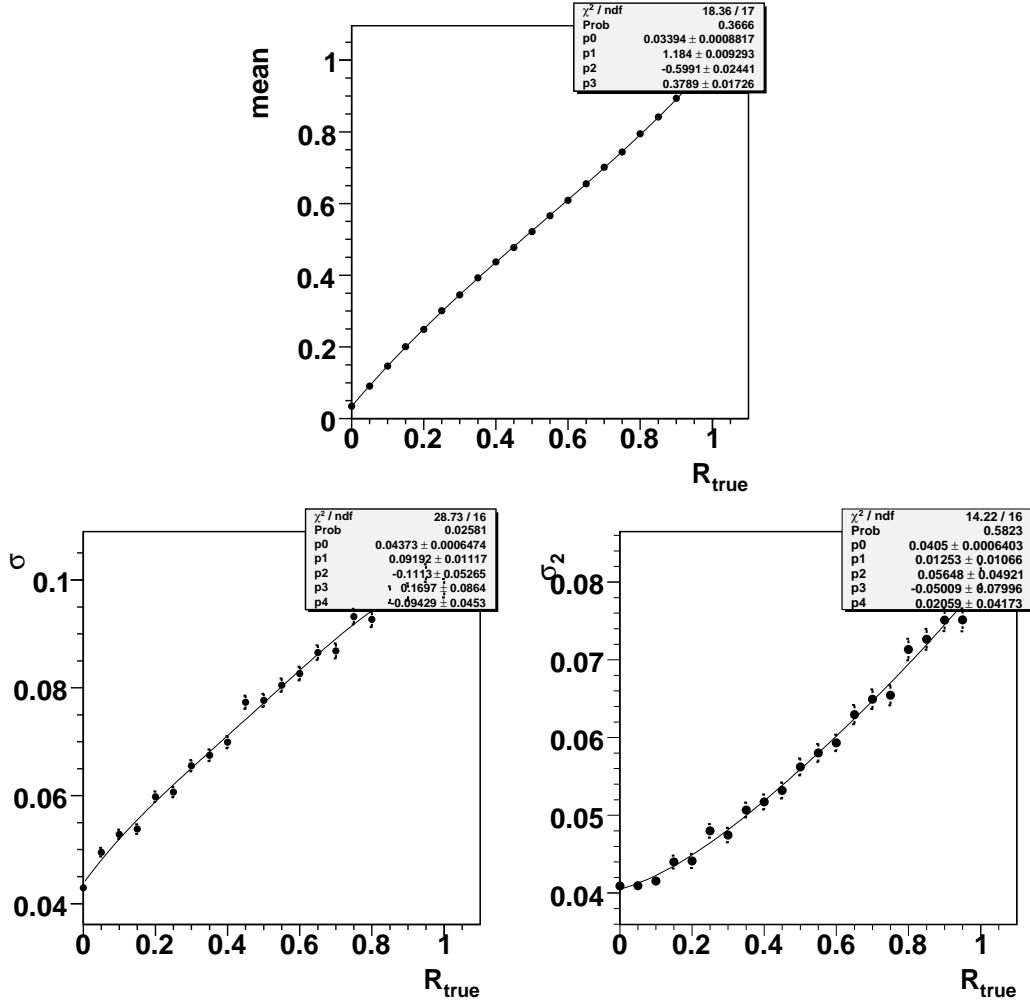 χ² / ndf 18.36 / 17
Prob 0.3666
p0 0.03394 ± 0.0008817
p1 1.184 ± 0.009293
p2 -0.5991 ± 0.02441
p3 0.3789 ± 0.01726
mean
1
0.8
0.6
0.4
0.2
0
0 0.2 0.4 0.6 0.8 1
R_true
χ² / ndf 28.73 / 16
Prob 0.02581
p0 0.04373 ± 0.0006474
p1 0.09192 ± 0.01117
p2 -0.1113 ± 0.05265
p3 0.1697 ± 0.0864
p4 -0.09429 ± 0.0453
σ
0.1
0.08
0.06
0.04
0 0.2 0.4 0.6 0.8 1
R_true
χ² / ndf 14.22 / 16
Prob 0.5823
p0 0.0405 ± 0.0006403
p1 0.01253 ± 0.01066
p2 0.05648 ± 0.04921
p3 -0.05009 ± 0.07996
p4 0.02059 ± 0.04173
σ₂
0.08
0.07
0.06
0.05
0.04
0 0.2 0.4 0.6 0.8 1
R_true